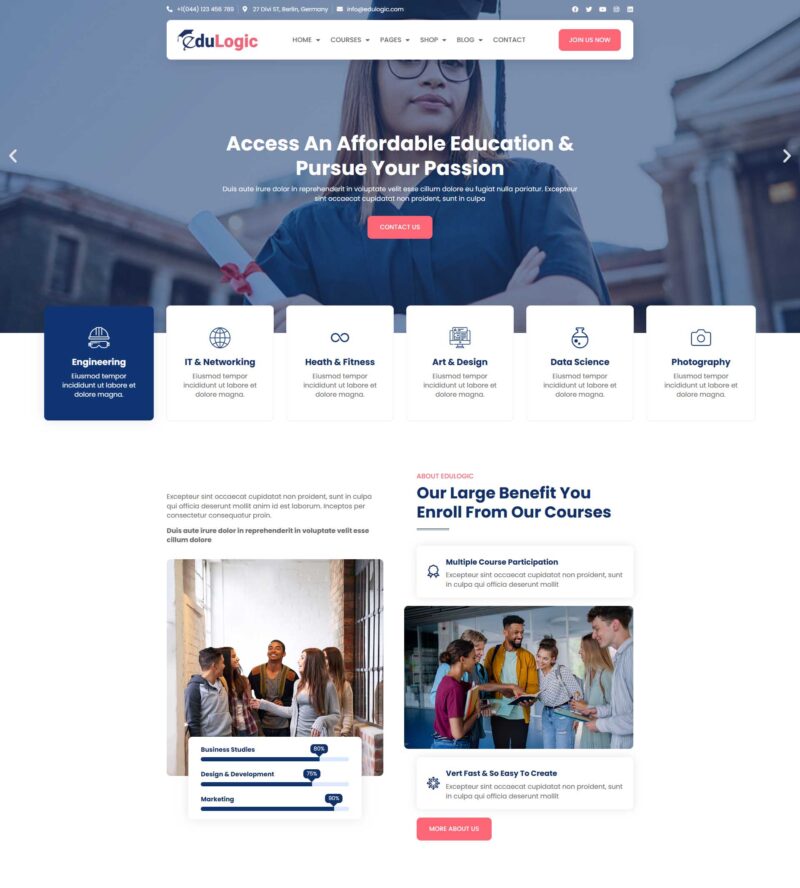 +1(044) 123 456 789
27 Divi ST, Berlin, Germany
info@edulogic.com
eduLogic
HOME
COURSES
PAGES
SHOP
BLOG
CONTACT
JOIN US NOW
Access An Affordable Education &
Pursue Your Passion
Duis aute irure dolor in reprehenderit in voluptate velit esse cillum dolore eu fugiat nulla pariatur. Excepteur
sint occaecat cupidatat non proident, sunt in culpa
CONTACT US
Engineering
Eiusmod tempor
incididunt ut labore et
dolore magna.
IT & Networking
Eiusmod tempor
incididunt ut labore et
dolore magna.
Heath & Fitness
Eiusmod tempor
incididunt ut labore et
dolore magna.
Art & Design
Eiusmod tempor
incididunt ut labore et
dolore magna.
Data Science
Eiusmod tempor
incididunt ut labore et
dolore magna.
Photography
Eiusmod tempor
incididunt ut labore et
dolore magna.
Excepteur sint occaecat cupidatat non proident, sunt in culpa
qui officia deserunt mollit anim id est laborum. Inceptos per
consectetur consequatur proin.
Duis aute irure dolor in reprehenderit in voluptate velit esse
cillum dolore
Business Studies
80%
Design & Development
75%
Marketing
90%
ABOUT EDULOGIC
Our Large Benefit You
Enroll From Our Courses
Multiple Course Participation
Excepteur sint occaecat cupidatat non proident, sunt
in culpa qui officia deserunt mollit
Vert Fast & So Easy To Create
Excepteur sint occaecat cupidatat non proident, sunt
in culpa qui officia deserunt mollit
MORE ABOUT US